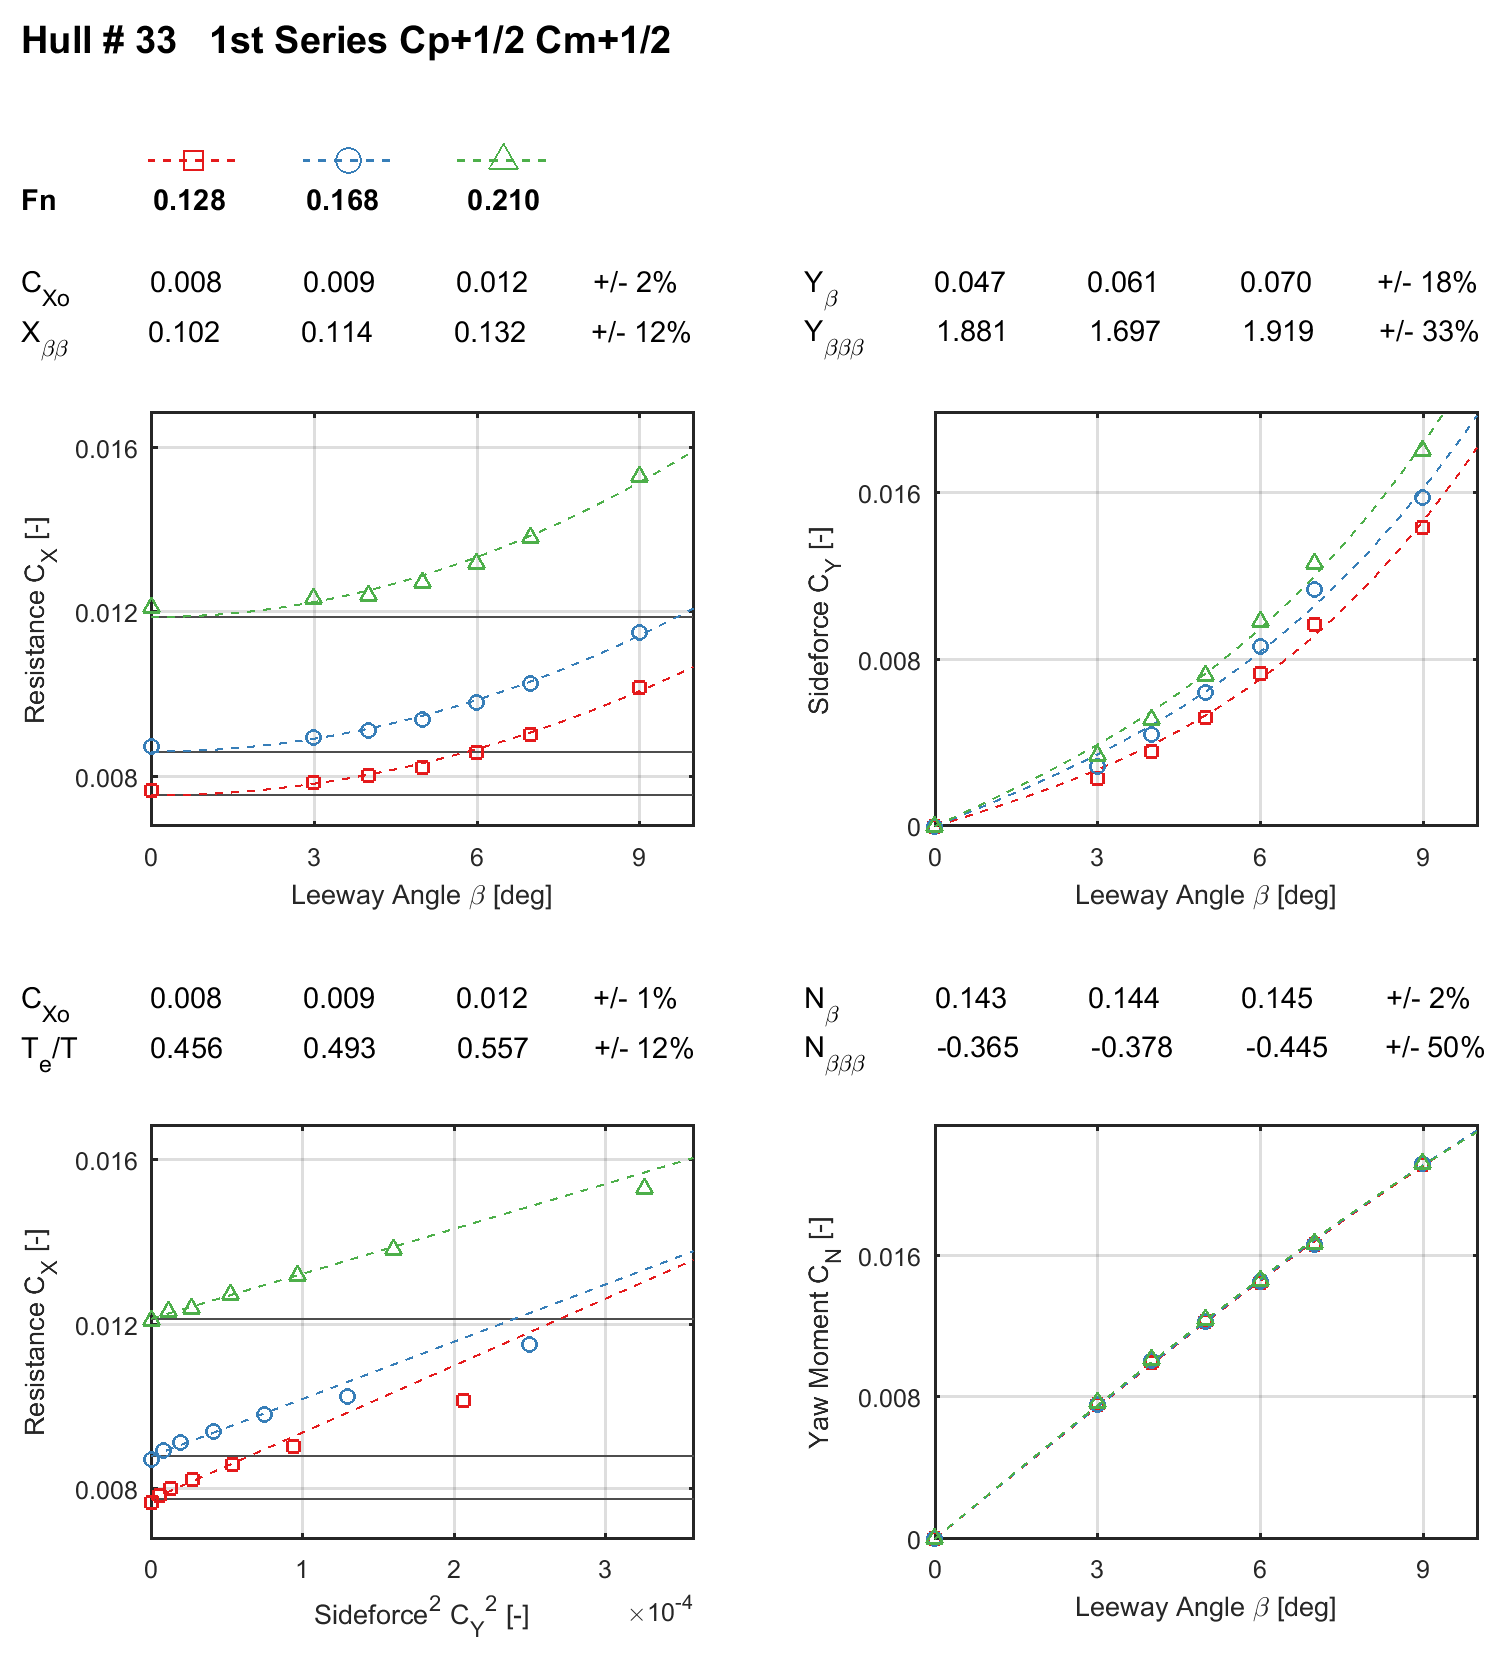 Hull # 33 1st Series Cp+1/2 Cm+1/2
Fn 0.128 0.168 0.210
CXo 0.008 0.009 0.012 +/- 2%
Xββ 0.102 0.114 0.132 +/- 12%
Yβ 0.047 0.061 0.070 +/- 18%
Yβββ 1.881 1.697 1.919 +/- 33%
0.016
0.012
0.008
Resistance CX [-]
0 3 6 9
Leeway Angle β [deg]
0.016
0.008
0
Sideforce CY [-]
0 3 6 9
Leeway Angle β [deg]
CXo 0.008 0.009 0.012 +/- 1%
Te/T 0.456 0.493 0.557 +/- 12%
Nβ 0.143 0.144 0.145 +/- 2%
Nβββ -0.365 -0.378 -0.445 +/- 50%
0.016
0.012
0.008
Resistance CX [-]
0 1 2 3
Sideforce2 CY2 [-] ×10-4
0.016
0.008
0
Yaw Moment CN [-]
0 3 6 9
Leeway Angle β [deg]